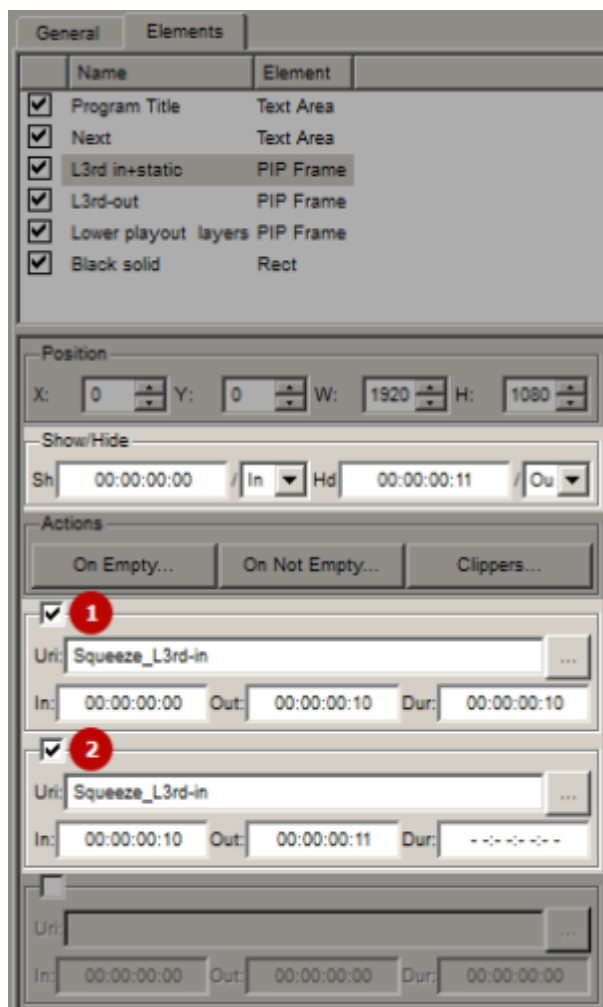 General Elements
Name Element
Program Title Text Area
Next Text Area
L3rd in+static PIP Frame
L3rd-out PIP Frame
Lower playout layers PIP Frame
Black solid Rect
Position
X: 0 Y: 0 W: 1920 H: 1080
Show/Hide
Sh 00:00:00:00 / In Hd 00:00:00:11 / Ou
Actions
On Empty... On Not Empty... Clippers...
1
Uri: Squeeze_L3rd-in ...
In: 00:00:00:00 Out: 00:00:00:10 Dur: 00:00:00:10
2
Uri: Squeeze_L3rd-in ...
In: 00:00:00:10 Out: 00:00:00:11 Dur: --:--:--:--
Uri: ...
In: 00:00:00:00 Out: 00:00:00:00 Dur: 00:00:00:00